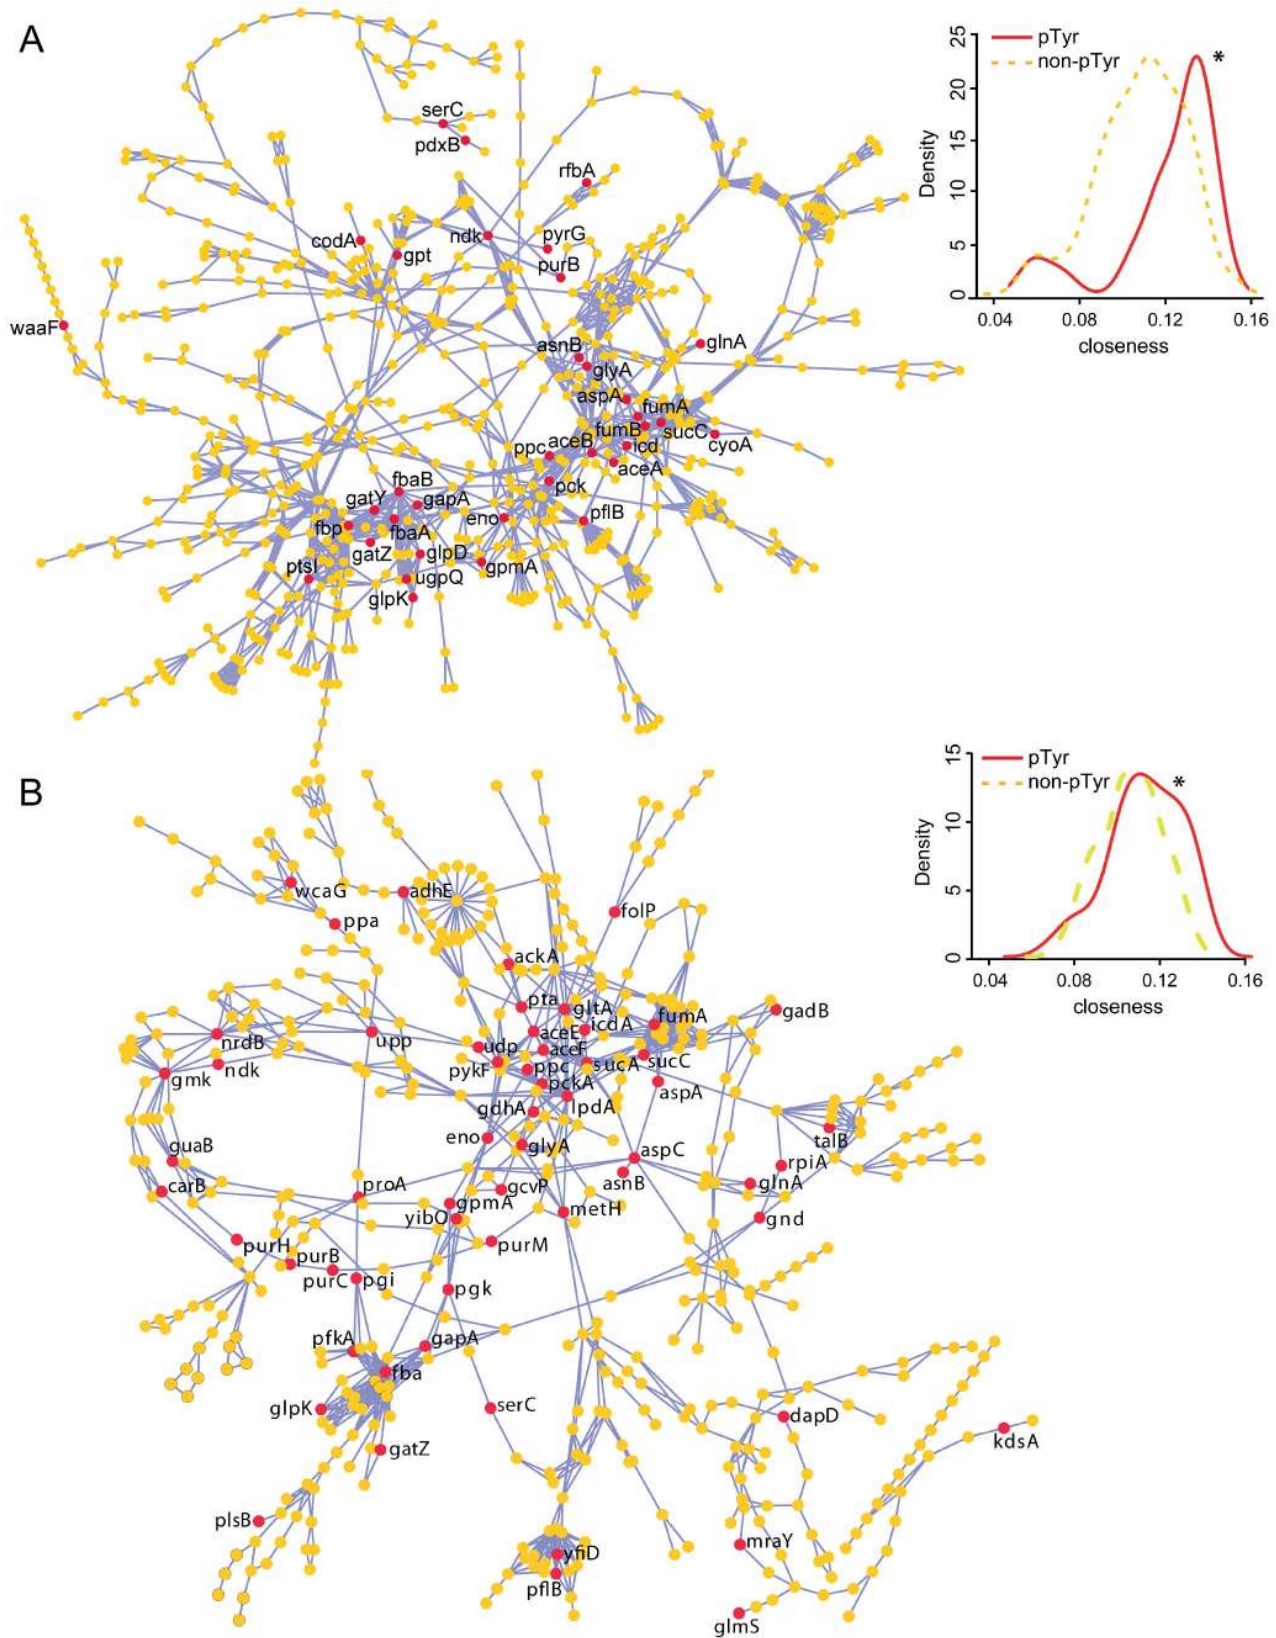 A
25
20
15
10
5
0
Density
pTyr
non-pTyr
*
0.04 0.08 0.12 0.16
closeness
serC
pdxB
rfbA
codA
gpt
ndk
pyrG
purB
waaF
asnB
glyA
glnA
aspA
fumA
fumB
sucC
cyoA
ppc
aceB
icd
aceA
pck
fbaB
gatY
gapA
eno
pflB
fbp
fbaA
gatZ
glpD
gpmA
ptsI
ugpQ
glpK
B
15
10
5
0
Density
pTyr
non-pTyr
*
0.04 0.08 0.12 0.16
closeness
wcaG
adhE
ppa
folP
ackA
pta
gltA
fumA
gadB
nrdB
upp
aceE
icdA
udp
aceF
ndk
gmk
pykF
ppc
sucA
sucC
pckA
aspA
gdhA
lpdA
eno
glyA
talB
guaB
aspC
rpiA
carB
proA
gcvP
asnB
glnA
gpmA
yibO
metH
gnd
purH
purB
purM
purC
pgi
pgk
pfkA
gapA
fba
glpK
serC
dapD
gatZ
kdsA
plsB
yfiD
mraY
pflB
glmS